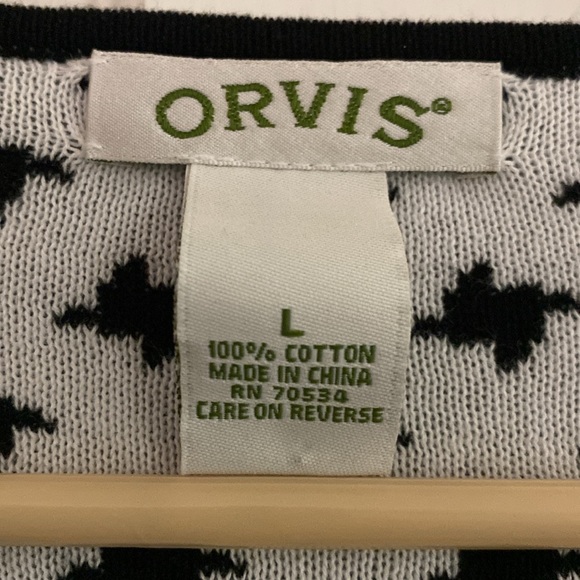 ORVIS®
L
100% COTTON
MADE IN CHINA
RN 70534
CARE ON REVERSE